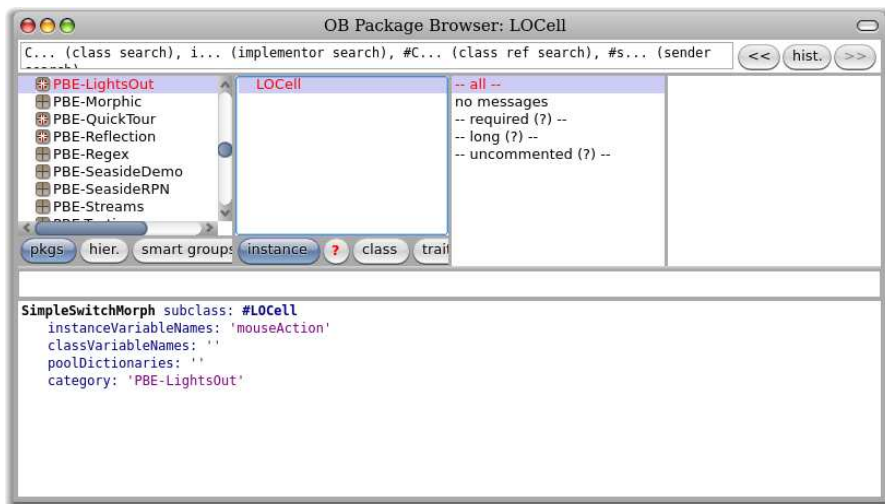 OB Package Browser: LOCell
C... (class search), i... (implementor search), #C... (class ref search), #s... (sender
search)
<< hist. >>
PBE-LightsOut
PBE-Morphic
PBE-QuickTour
PBE-Reflection
PBE-Regex
PBE-SeasideDemo
PBE-SeasideRPN
PBE-Streams
LOCell
-- all --
no messages
-- required (?) --
-- long (?) --
-- uncommented (?) --
pkgs hier. smart groups instance ? class trai
SimpleSwitchMorph subclass: #LOCell
instanceVariableNames: 'mouseAction'
classVariableNames: ''
poolDictionaries: ''
category: 'PBE-LightsOut'